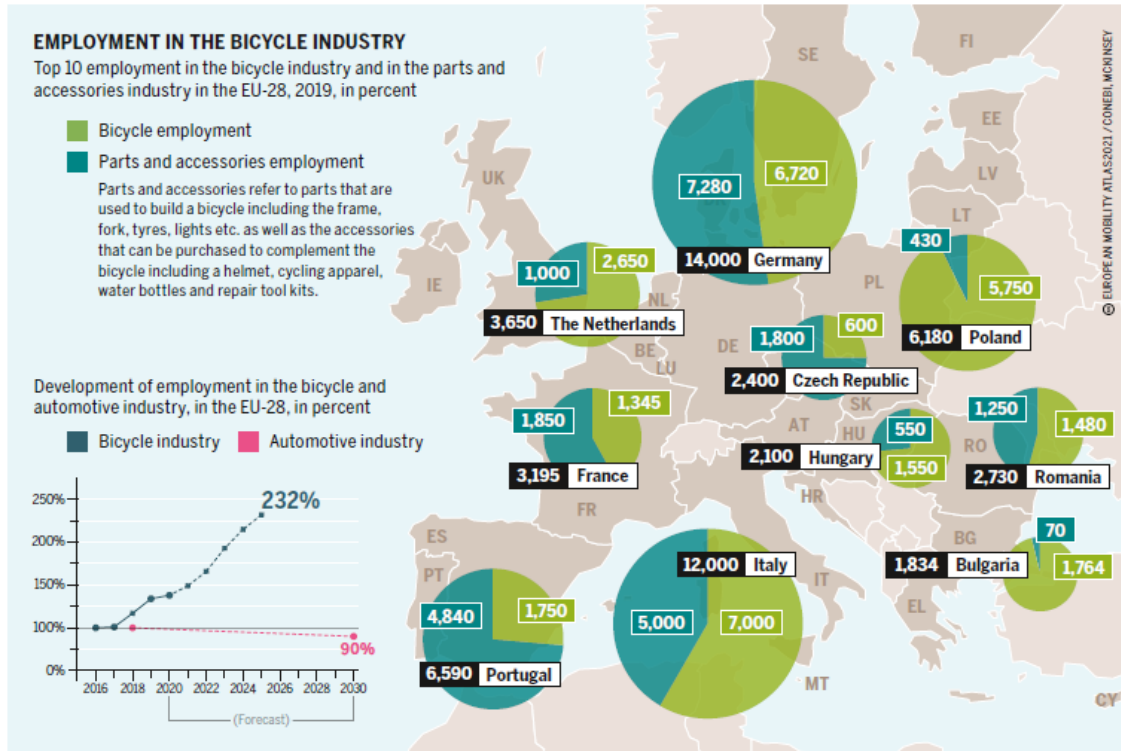 EMPLOYMENT IN THE BICYCLE INDUSTRY
Top 10 employment in the bicycle industry and in the parts and
accessories industry in the EU-28, 2019, in percent
Bicycle employment
Parts and accessories employment
Parts and accessories refer to parts that are
used to build a bicycle including the frame,
fork, tyres, lights etc. as well as the accessories
that can be purchased to complement the
bicycle including a helmet, cycling apparel,
water bottles and repair tool kits.
SE
FI
EE
LV
LT
UK
IE
DK
7,280
6,720
14,000 Germany
1,000
2,650
NL
3,650 The Netherlands
BE
LU
DE
PL
430
5,750
6,180 Poland
1,800
600
2,400 Czech Republic
SK
AT
HU
1,850
1,345
3,195 France
FR
550
1,550
2,100 Hungary
RO
1,250
1,480
2,730 Romania
HR
BG
70
1,764
1,834 Bulgaria
ES
PT
4,840
1,750
6,590 Portugal
12,000 Italy
5,000
7,000
IT
EL
MT
CY
Development of employment in the bicycle and
automotive industry, in the EU-28, in percent
Bicycle industry
Automotive industry
250%
200%
150%
100%
0%
232%
90%
2016 2018 2020 2022 2024 2026 2028 2030
(Forecast)
EUROPEAN MOBILITY ATLAS2021 / CONEBI, MCKINSEY